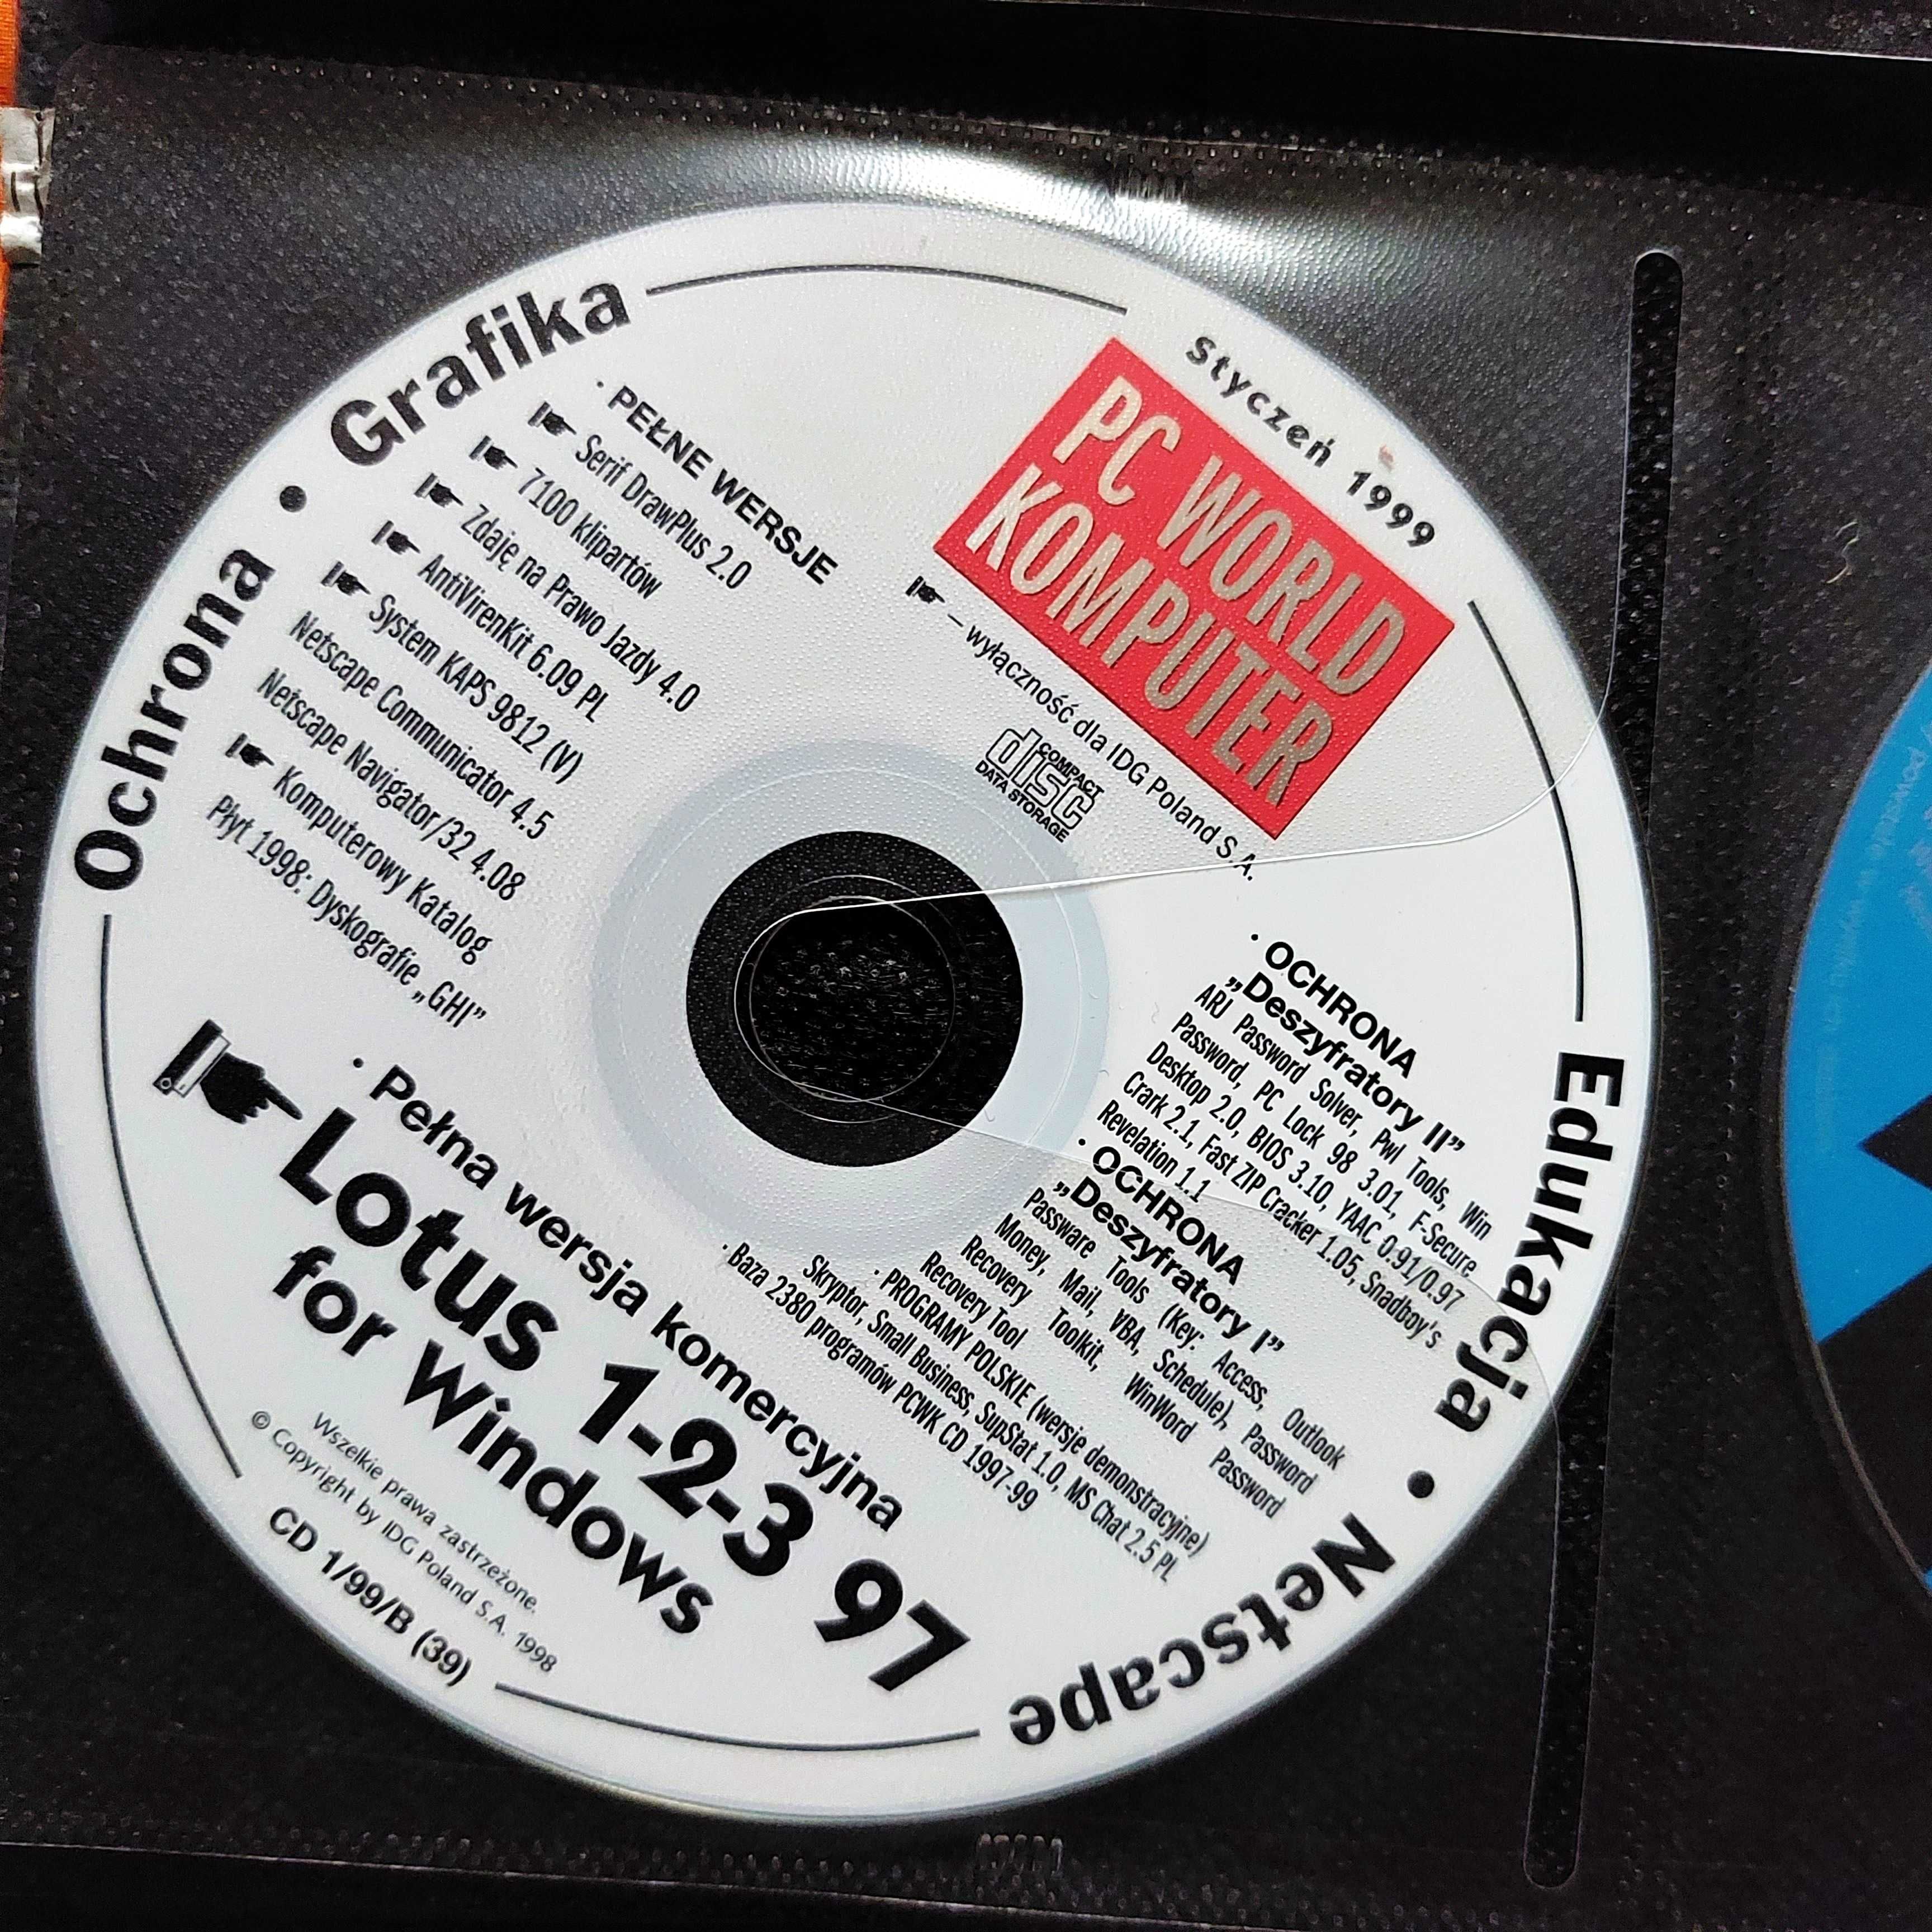 styczeń 1999
PC WORLD
KOMPUTER
– wyłączność dla IDG Poland S.A.
COMPACT
disc
DATA STORAGE
Ochrona • Grafika
· PEŁNE WERSJE
Serif DrawPlus 2.0
7100 klipartów
Zdaję na Prawo Jazdy 4.0
AntiVirenKit 6.09 PL
System KAPS 9812 (V)
Netscape Communicator 4.5
Netscape Navigator/32 4.08
Komputerowy Katalog
Płyt 1998: Dyskografie „GHI”
· Pełna wersja komercyjna
Lotus 1-2-3 97
for Windows
· OCHRONA
„Deszyfratory II”
ARJ Password Solver, Pwl Tools, Win
Password, PC Lock 98 3.01, F-Secure
Desktop 2.0, BIOS 3.10, YAAC 0.91/0.97
Crark 2.1, Fast ZIP Cracker 1.05, Snadboy's
Revelation 1.1
· OCHRONA
„Deszyfratory I”
Passware Tools (Key: Access, Outlook
Money, Mail, VBA, Schedule), Password
Recovery Toolkit, WinWord Password
Recovery Tool
· PROGRAMY POLSKIE (wersje demonstracyjne)
Skryptor, Small Business, SupStat 1.0, MS Chat 2.5 PL
· Baza 2380 programów PCWK CD 1997-99
Edukacja • Netscape
Wszelkie prawa zastrzeżone.
© Copyright by IDG Poland S.A. 1998
CD 1/99/B (39)